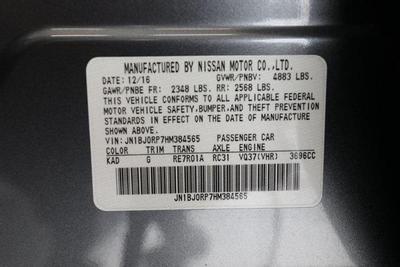 MANUFACTURED BY NISSAN MOTOR CO.,LTD.
DATE: 12/16 GVWR/PNBV: 4883 LBS.
GAWR/PNBE FR: 2348 LBS. RR: 2568 LBS.
THIS VEHICLE CONFORMS TO ALL APPLICABLE FEDERAL
MOTOR VEHICLE SAFETY,BUMPER,AND THEFT PREVENTION
STANDARDS IN EFFECT ON THE DATE OF MANUFACTURE
SHOWN ABOVE.
VIN: JN1BJ0RP7HM384565 PASSENGER CAR
COLOR TRIM TRANS AXLE ENGINE
KAD G RE7R01A RC31 VQ37(VHR) 3696CC
JN1BJ0RP7HM384565